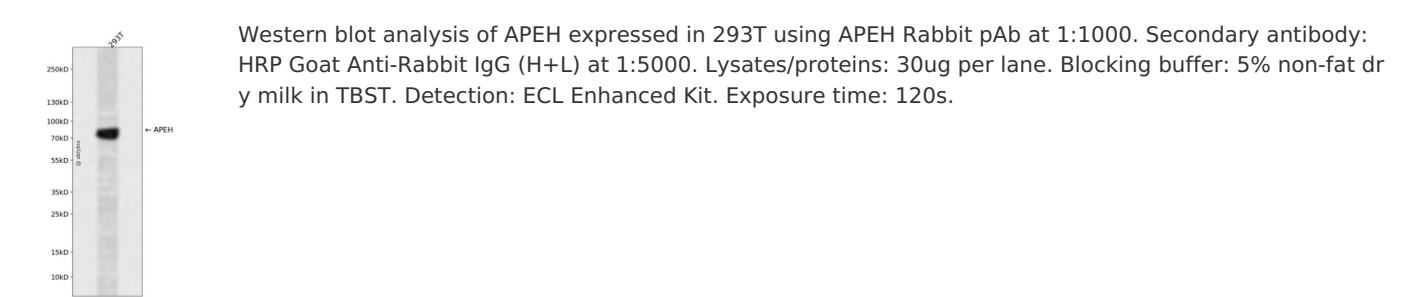 293T
250kD
130kD
100kD
70kD
55kD
35kD
25kD
15kD
10kD
← APEH
Western blot analysis of APEH expressed in 293T using APEH Rabbit pAb at 1:1000. Secondary antibody:
HRP Goat Anti-Rabbit IgG (H+L) at 1:5000. Lysates/proteins: 30ug per lane. Blocking buffer: 5% non-fat dr
y milk in TBST. Detection: ECL Enhanced Kit. Exposure time: 120s.